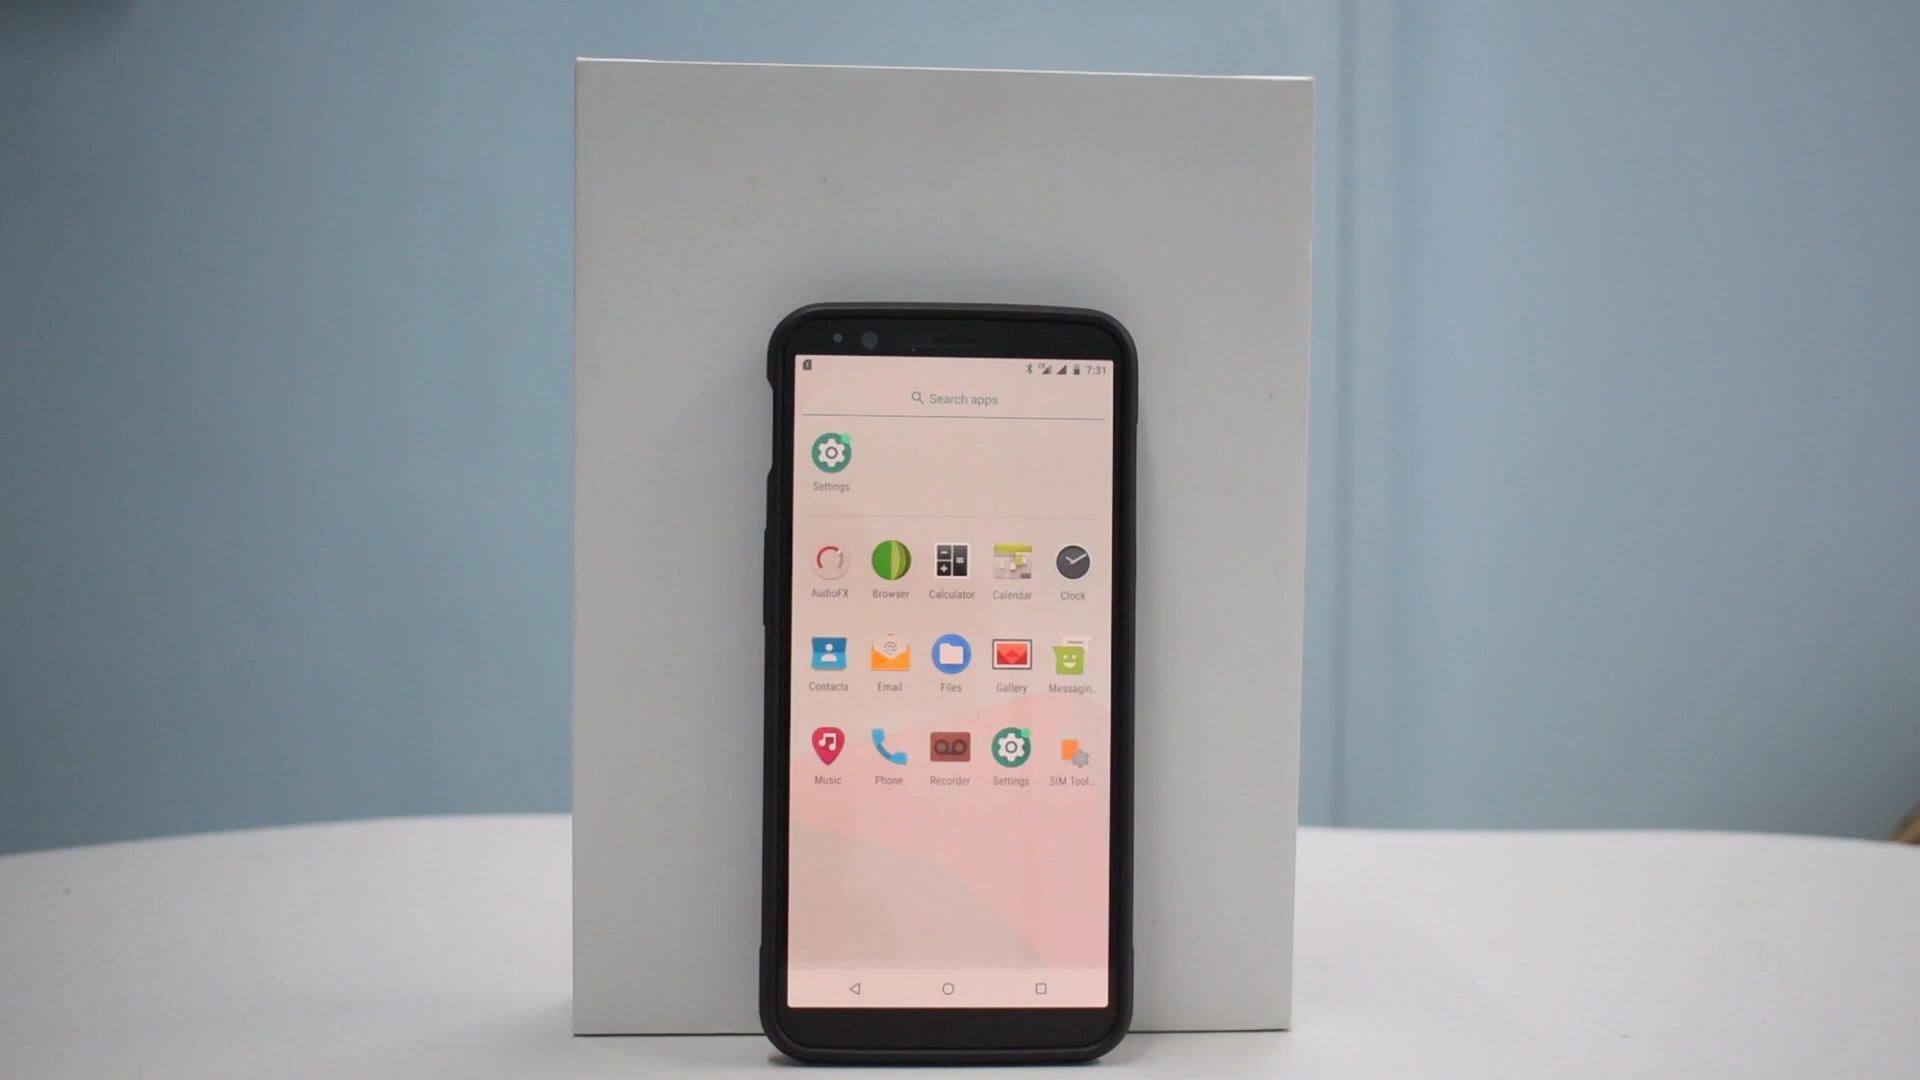 7:31
Search apps
Settings
AudioFX Browser Calculator Calendar Clock
Contacts Email Files Gallery Messagin..
Music Phone Recorder Settings SIM Tool..